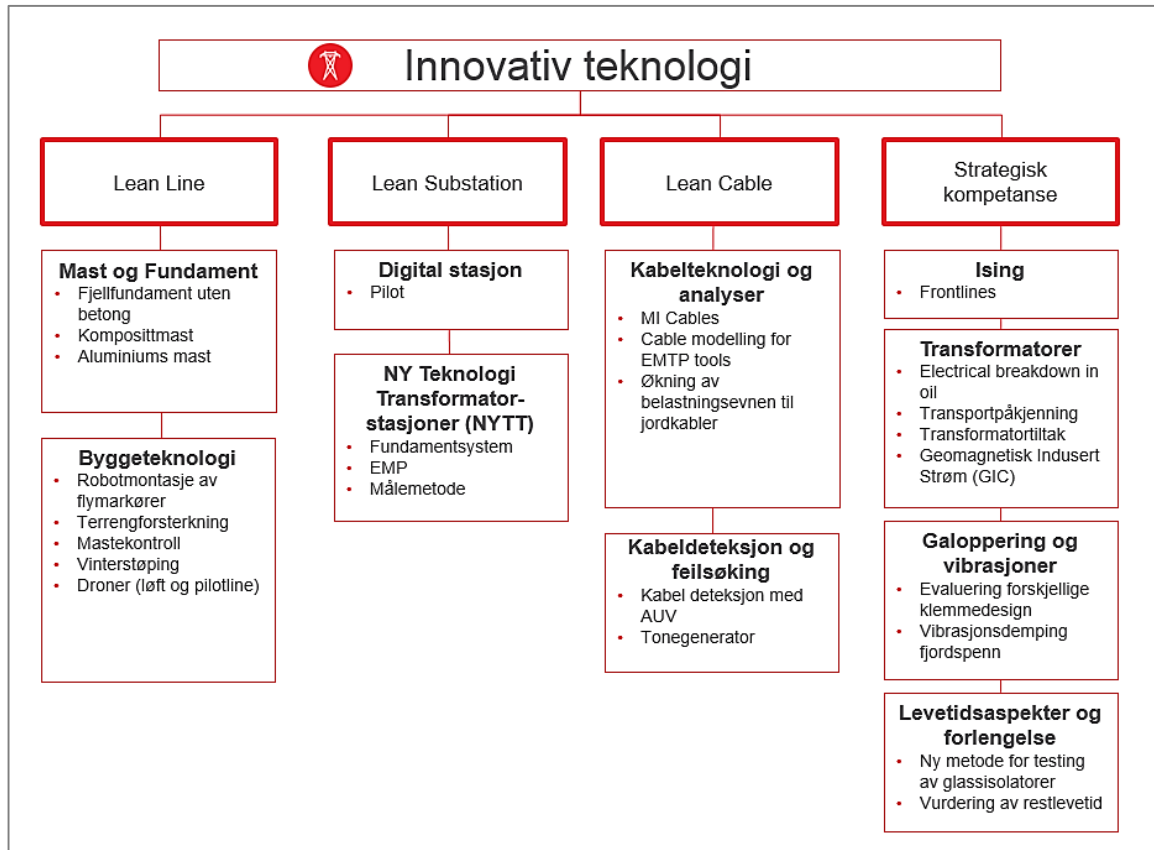 Innovativ teknologi
Lean Line
Mast og Fundament
• Fjellfundament uten
betong
• Komposittmast
• Aluminiums mast
Byggeteknologi
• Robotmontasje av
flymarkører
• Terrengforsterkning
• Mastekontroll
• Vinterstøping
• Droner (løft og pilotline)
Lean Substation
Digital stasjon
• Pilot
NY Teknologi
Transformator-
stasjoner (NYTT)
• Fundamentsystem
• EMP
• Målemetode
Lean Cable
Kabelteknologi og
analyser
• MI Cables
• Cable modelling for
EMTP tools
• Økning av
belastningsevnen til
jordkabler
Kabeldeteksjon og
feilsøking
• Kabel deteksjon med
AUV
• Tonegenerator
Strategisk
kompetanse
Ising
• Frontlines
Transformatorer
• Electrical breakdown in
oil
• Transportpåkjenning
• Transformatortiltak
• Geomagnetisk Indusert
Strøm (GIC)
Galoppering og
vibrasjoner
• Evaluering forskjellige
klemmedesign
• Vibrasjonsdemping
fjordspenn
Levetidsaspekter og
forlengelse
• Ny metode for testing
av glassisolatorer
• Vurdering av restlevetid